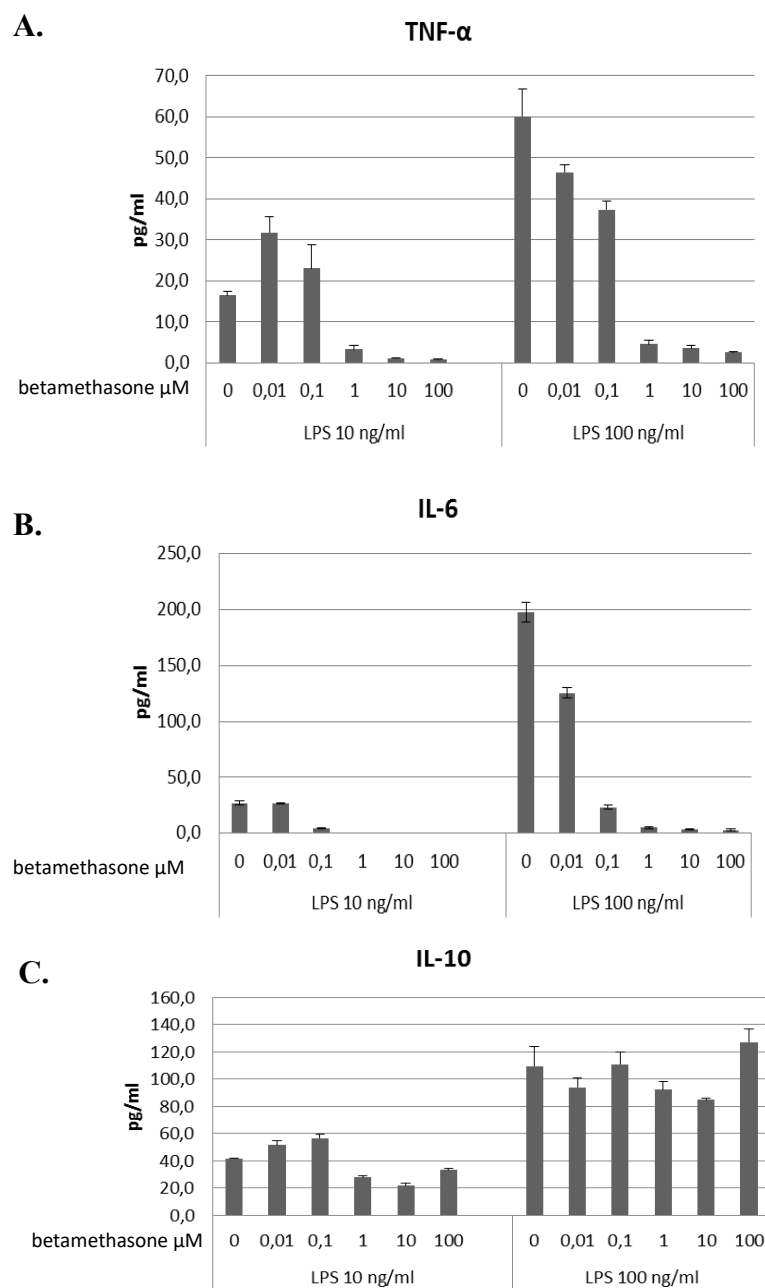 A.
TNF-α
70,0
60,0
50,0
40,0
30,0
20,0
10,0
0,0
pg/ml
betamethasone μM
0 0,01 0,1 1 10 100 0 0,01 0,1 1 10 100
LPS 10 ng/ml LPS 100 ng/ml
B.
IL-6
250,0
200,0
150,0
100,0
50,0
0,0
pg/ml
betamethasone μM
0 0,01 0,1 1 10 100 0 0,01 0,1 1 10 100
LPS 10 ng/ml LPS 100 ng/ml
C.
IL-10
160,0
140,0
120,0
100,0
80,0
60,0
40,0
20,0
0,0
pg/ml
betamethasone μM
0 0,01 0,1 1 10 100 0 0,01 0,1 1 10 100
LPS 10 ng/ml LPS 100 ng/ml